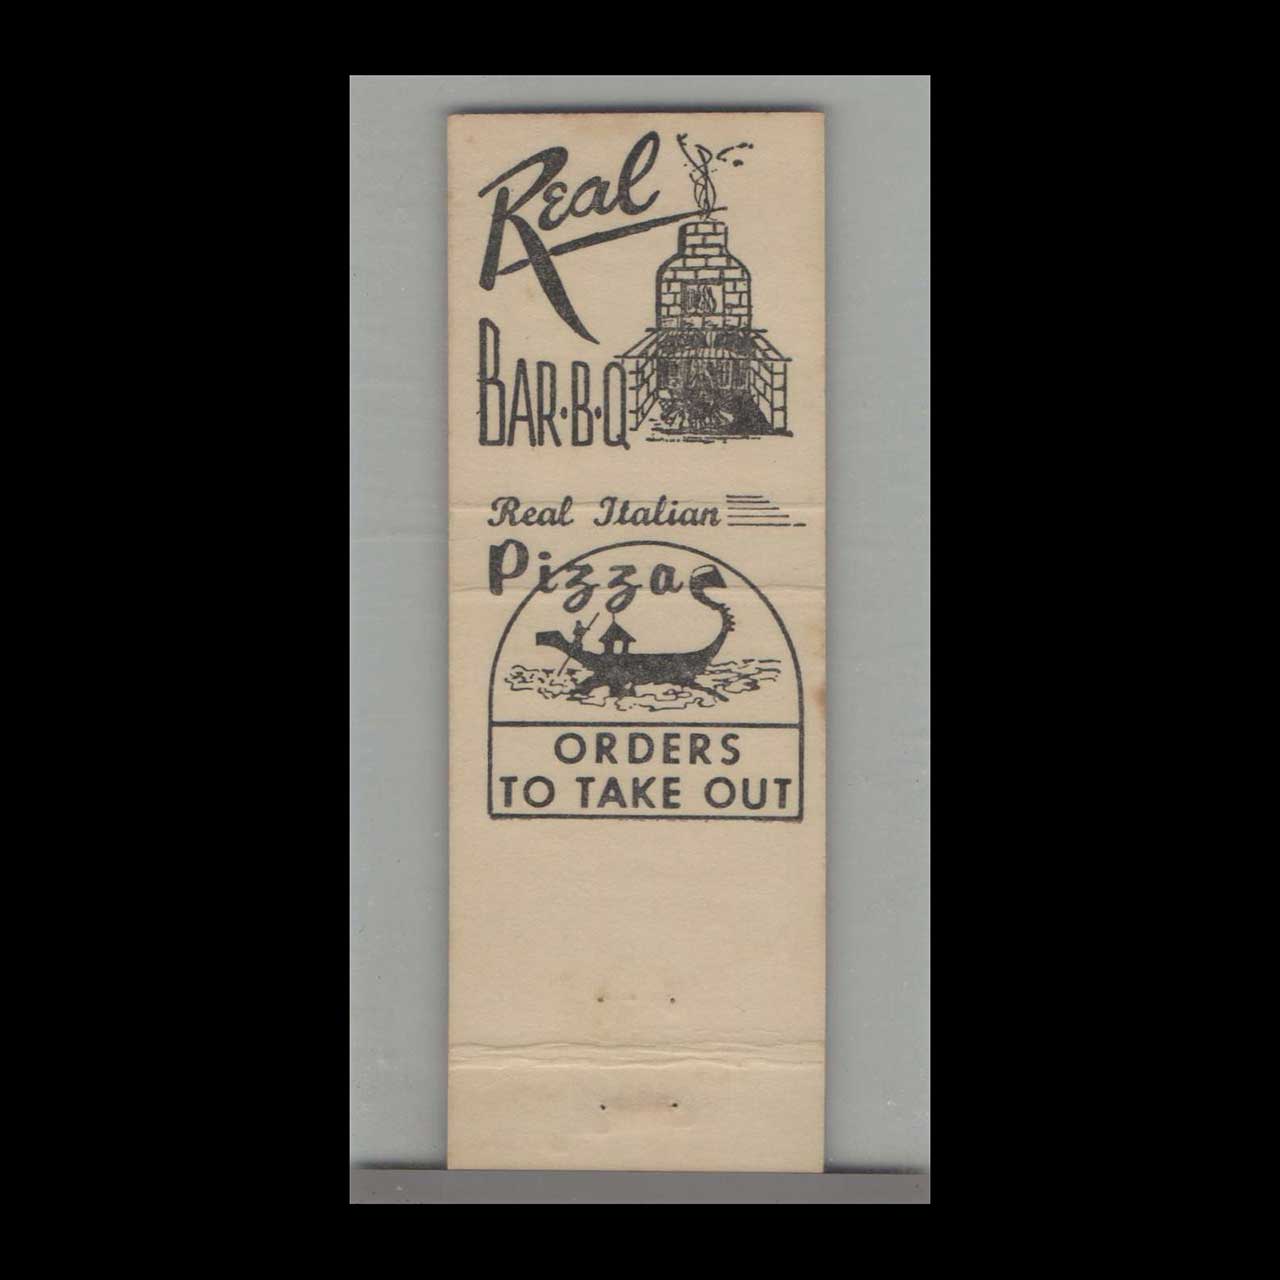 Real
BAR·B·Q
Real Italian
Pizza
ORDERS
TO TAKE OUT